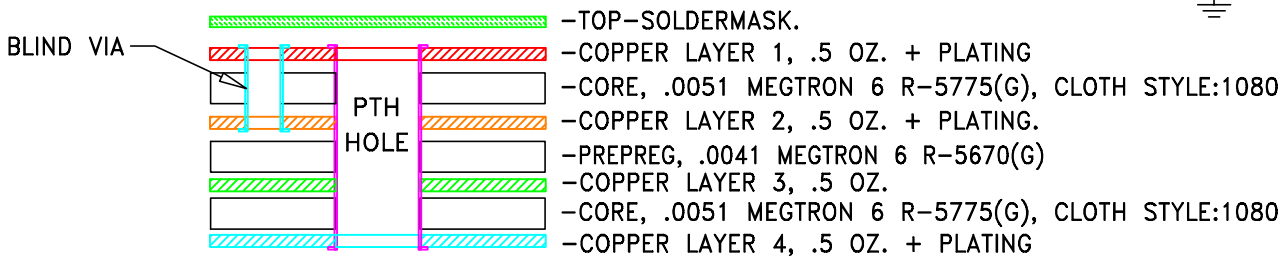 -TOP-SOLDERMASK.
BLIND VIA
-COPPER LAYER 1, .5 OZ. + PLATING
-CORE, .0051 MEGTRON 6 R-5775(G), CLOTH STYLE:1080
PTH
HOLE
-COPPER LAYER 2, .5 OZ. + PLATING.
-PREPREG, .0041 MEGTRON 6 R-5670(G)
-COPPER LAYER 3, .5 OZ.
-CORE, .0051 MEGTRON 6 R-5775(G), CLOTH STYLE:1080
-COPPER LAYER 4, .5 OZ. + PLATING